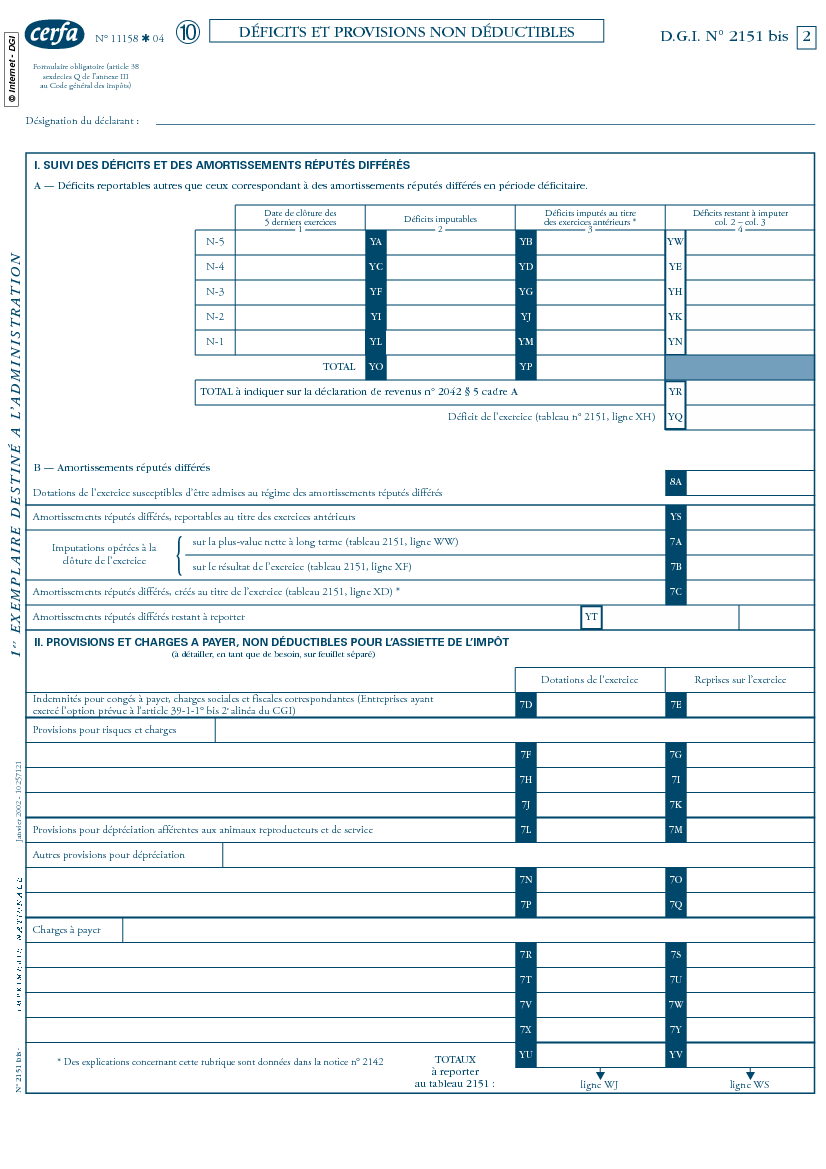 cerfa
N° 11158 ✱ 04
10
DÉFICITS ET PROVISIONS NON DÉDUCTIBLES
D.G.I. N° 2151 bis 2
© Internet - DGI
Formulaire obligatoire (article 38
sexdecies Q de l'annexe III
au Code général des impôts)
Désignation du déclarant :
1er EXEMPLAIRE DESTINÉ A L'ADMINISTRATION
I. SUIVI DES DÉFICITS ET DES AMORTISSEMENTS RÉPUTÉS DIFFÉRÉS
A — Déficits reportables autres que ceux correspondant à des amortissements réputés différés en période déficitaire.
Date de clôture des
5 derniers exercices
1
Déficits imputables
2
Déficits imputés au titre
des exercices antérieurs *
3
Déficits restant à imputer
col. 2 – col. 3
4
N-5 YA YB YW
N-4 YC YD YE
N-3 YF YG YH
N-2 YI YJ YK
N-1 YL YM YN
TOTAL YO YP
TOTAL à indiquer sur la déclaration de revenus n° 2042 § 5 cadre A YR
Déficit de l'exercice (tableau n° 2151, ligne XH) YQ
B — Amortissements réputés différés
Dotations de l'exercice susceptibles d'être admises au régime des amortissements réputés différés 8A
Amortissements réputés différés, reportables au titre des exercices antérieurs YS
Imputations opérées à la
clôture de l'exercice
sur la plus-value nette à long terme (tableau 2151, ligne WW) 7A
sur le résultat de l'exercice (tableau 2151, ligne XF) 7B
Amortissements réputés différés, créés au titre de l'exercice (tableau 2151, ligne XD) * 7C
Amortissements réputés différés restant à reporter YT
II. PROVISIONS ET CHARGES A PAYER, NON DÉDUCTIBLES POUR L'ASSIETTE DE L'IMPÔT
(à détailler, en tant que de besoin, sur feuillet séparé)
Dotations de l'exercice Reprises sur l'exercice
Indemnités pour congés à payer, charges sociales et fiscales correspondantes (Entreprises ayant
exercé l'option prévue à l'article 39-1-1° bis 2e alinéa du CGI) 7D 7E
Provisions pour risques et charges
7F 7G
7H 7I
7J 7K
Provisions pour dépréciation afférentes aux animaux reproducteurs et de service 7L 7M
Autres provisions pour dépréciation
7N 7O
7P 7Q
Charges à payer
7R 7S
7T 7U
7V 7W
7X 7Y
YU YV
* Des explications concernant cette rubrique sont données dans la notice n° 2142
TOTAUX
à reporter
au tableau 2151 :
ligne WJ ligne WS
Janvier 2002 - 10 257121
IMPRIMERIE NATIONALE
N° 2151 bis -